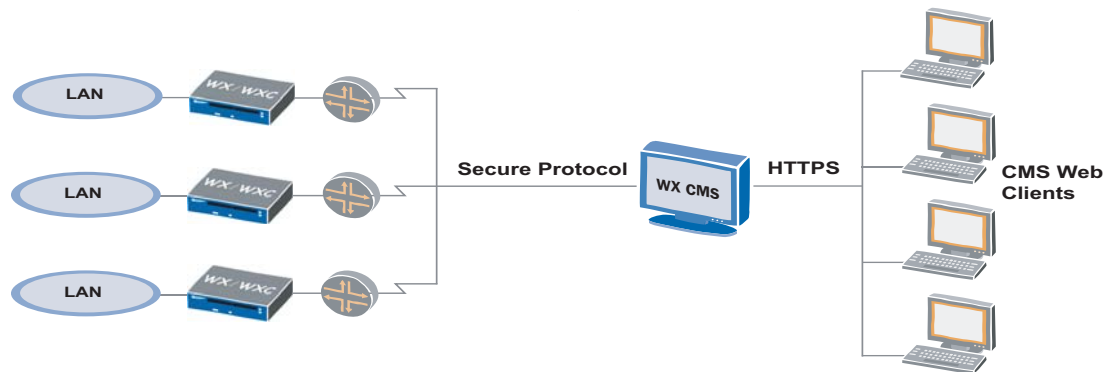 LAN
WX/WXC
LAN
WX/WXC
LAN
WX/WXC
Secure Protocol
WX CMS
HTTPS
CMS Web
Clients